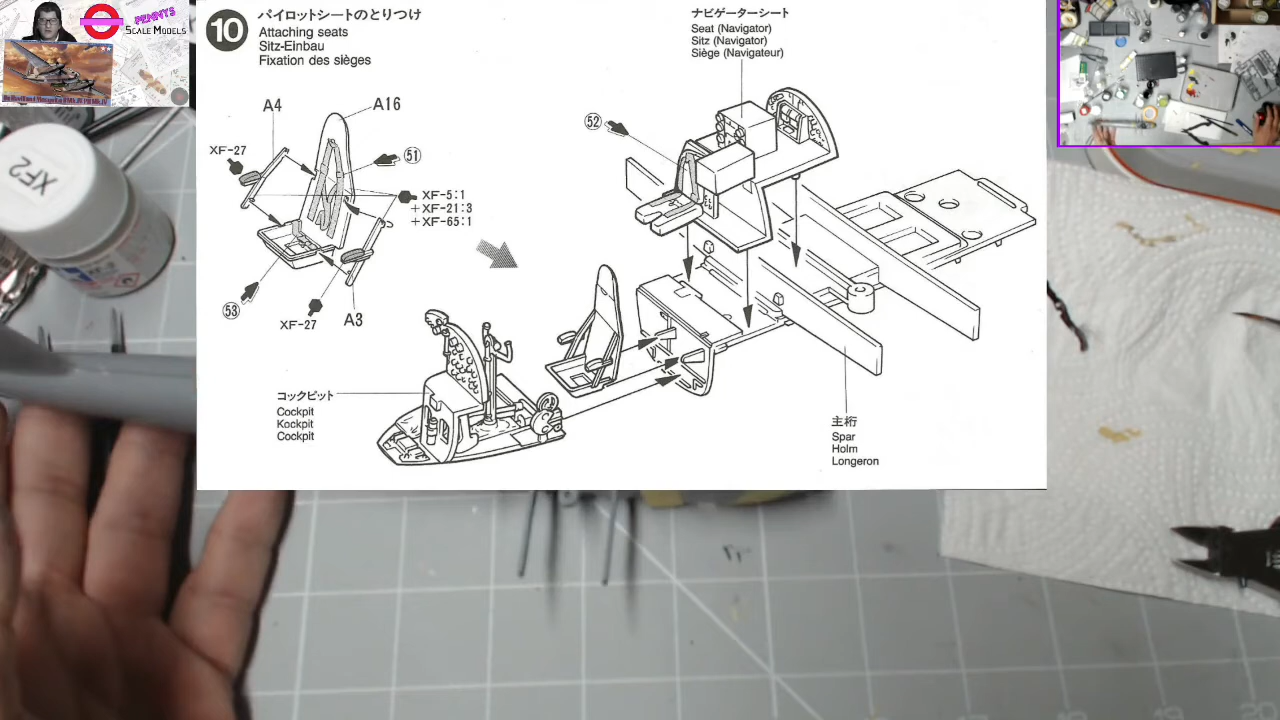 PENNYS
SCALE MODELS
10
パイロットシートのとりつけ
Attaching seats
Sitz-Einbau
Fixation des sièges
ナビゲーターシート
Seat (Navigator)
Sitz (Navigator)
Siège (Navigateur)
A4
A16
XF-27
51
XF-5:1
+XF-21:3
+XF-65:1
53
XF-27
A3
52
コックピット
Cockpit
Kockpit
Cockpit
主桁
Spar
Holm
Longeron
XF2